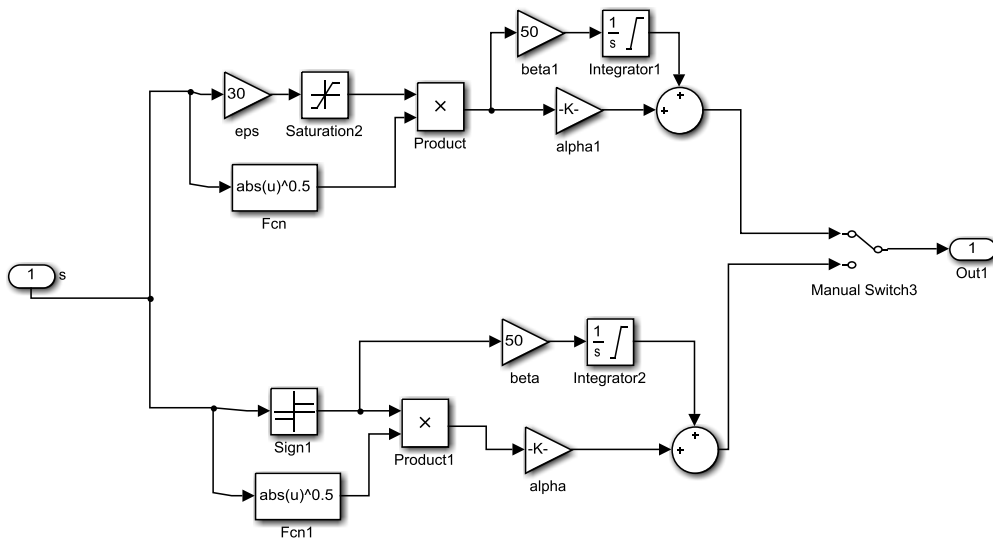 50
1
s
beta1
Integrator1
30
×
-K-
eps
Saturation2
Product
alpha1
+
+
abs(u)^0.5
Fcn
1
s
1
Out1
Manual Switch3
50
1
s
beta
Integrator2
×
-K-
Sign1
Product1
alpha
+
+
abs(u)^0.5
Fcn1